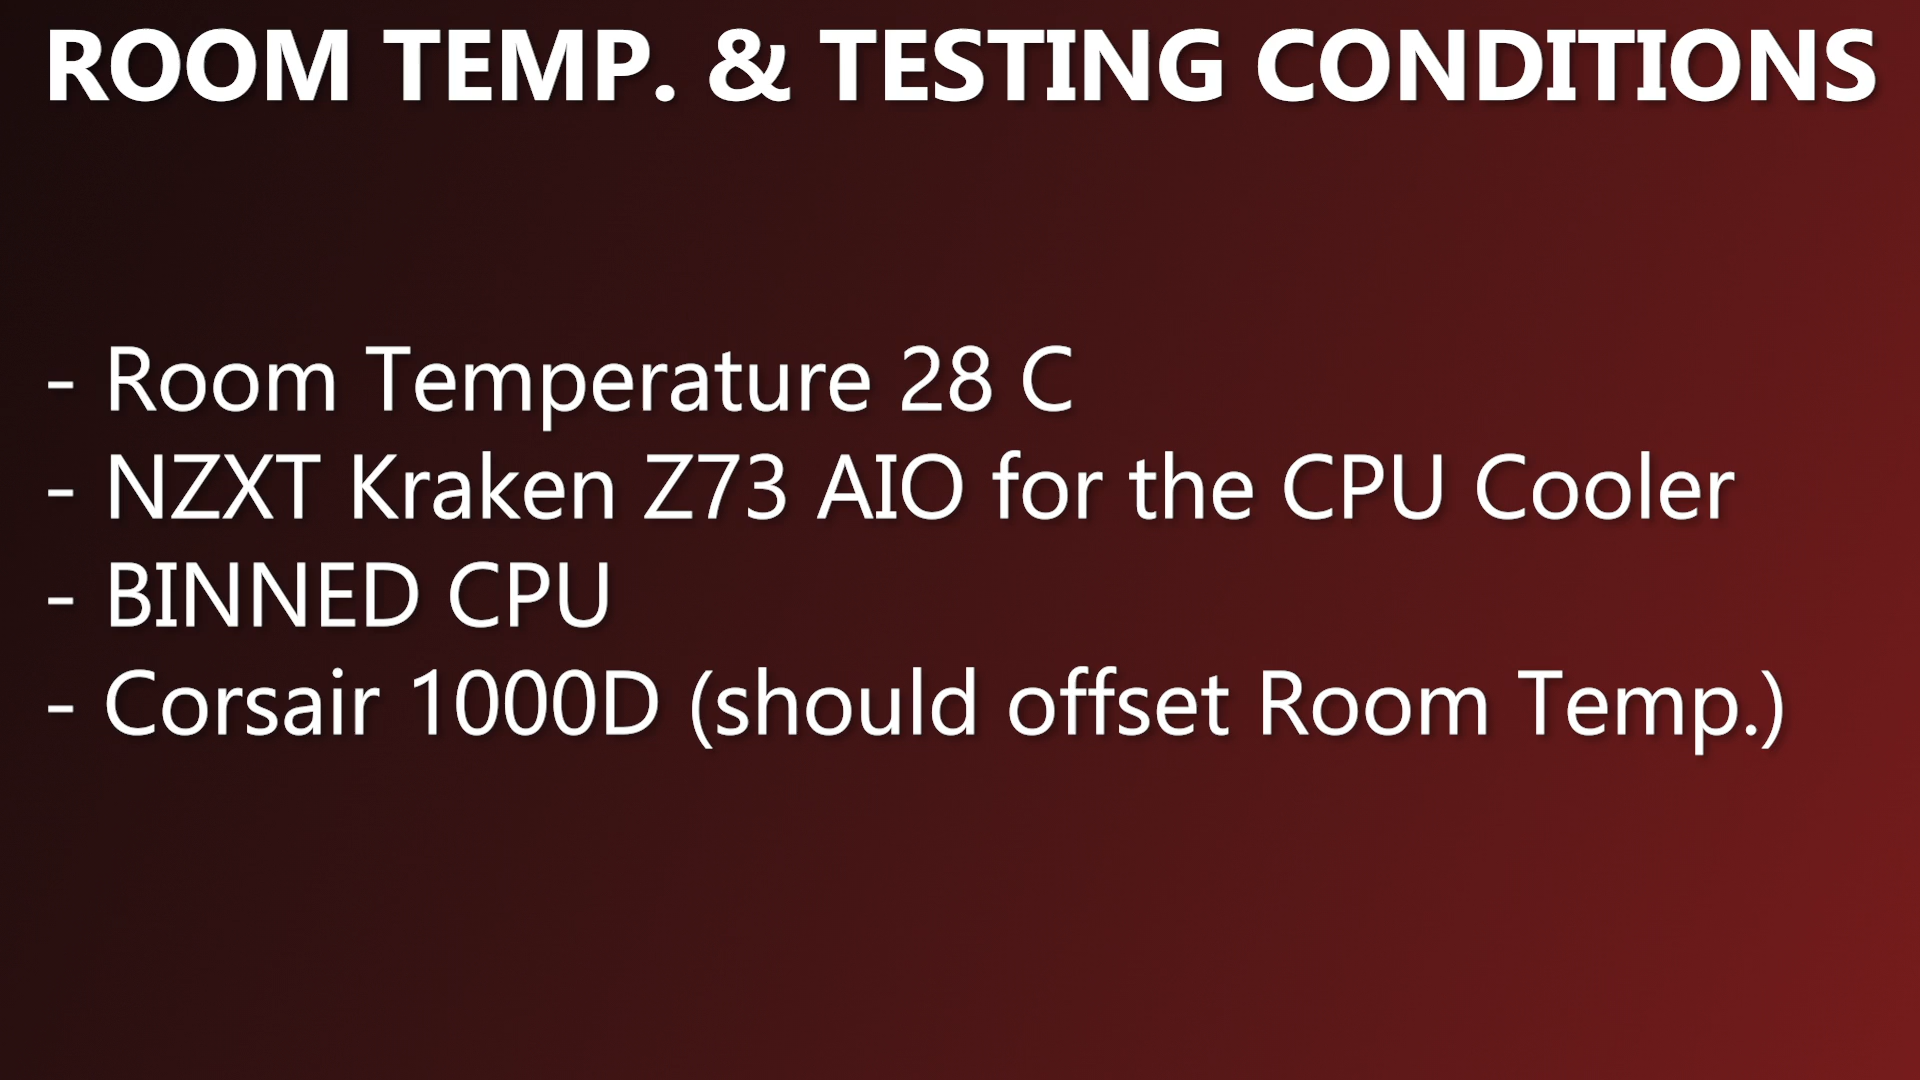 ROOM TEMP. & TESTING CONDITIONS
- Room Temperature 28 C
- NZXT Kraken Z73 AIO for the CPU Cooler
- BINNED CPU
- Corsair 1000D (should offset Room Temp.)